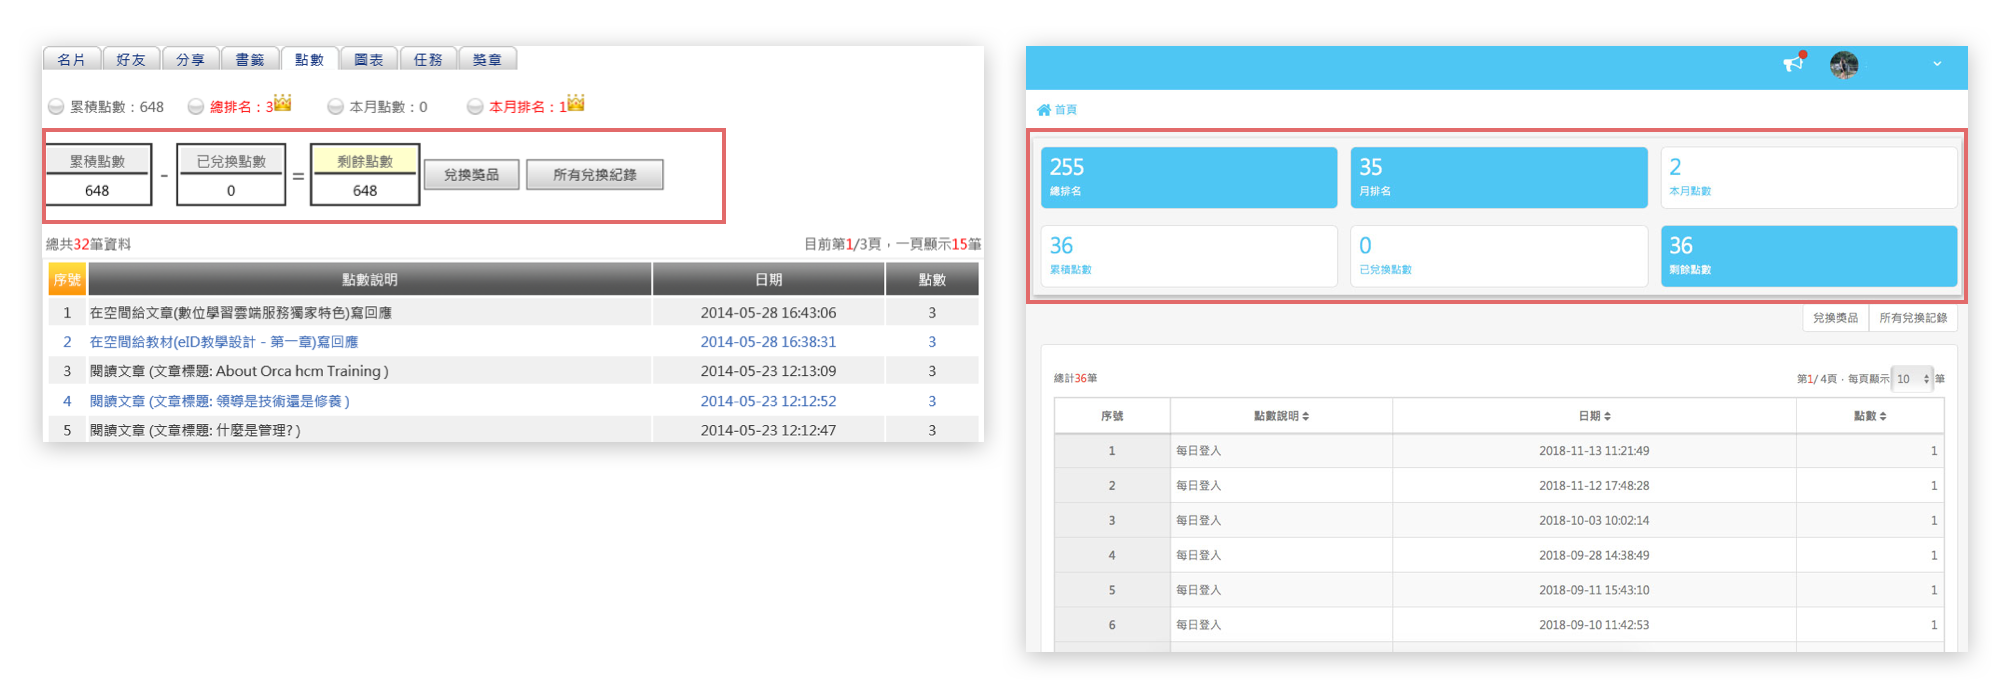 名片 好友 分享 書籤 點數 圖表 任務 獎章
累積點數：648 總排名：3 本月點數：0 本月排名：1
累積點數 已兌換點數 剩餘點數
648 - 0 = 648 兌換獎品 所有兌換紀錄
總共32筆資料 目前第1/3頁，一頁顯示15筆
序號 點數說明 日期 點數
1 在空間給文章(數位學習雲端服務獨家特色)寫回應 2014-05-28 16:43:06 3
2 在空間給教材(eID教學設計 - 第一章)寫回應 2014-05-28 16:38:31 3
3 閱讀文章 (文章標題: About Orca hcm Training ) 2014-05-23 12:13:09 3
4 閱讀文章 (文章標題: 領導是技術還是修養 ) 2014-05-23 12:12:52 3
5 閱讀文章 (文章標題: 什麼是管理? ) 2014-05-23 12:12:47 3
首頁
255 35 2
總排名 月排名 本月點數
36 0 36
累積點數 已兌換點數 剩餘點數
兌換獎品 所有兌換記錄
總計36筆 第1/ 4頁，每頁顯示 10 筆
序號 點數說明 日期 點數
1 每日登入 2018-11-13 11:21:49 1
2 每日登入 2018-11-12 17:48:28 1
3 每日登入 2018-10-03 10:02:14 1
4 每日登入 2018-09-28 14:38:49 1
5 每日登入 2018-09-11 15:43:10 1
6 每日登入 2018-09-10 11:42:53 1